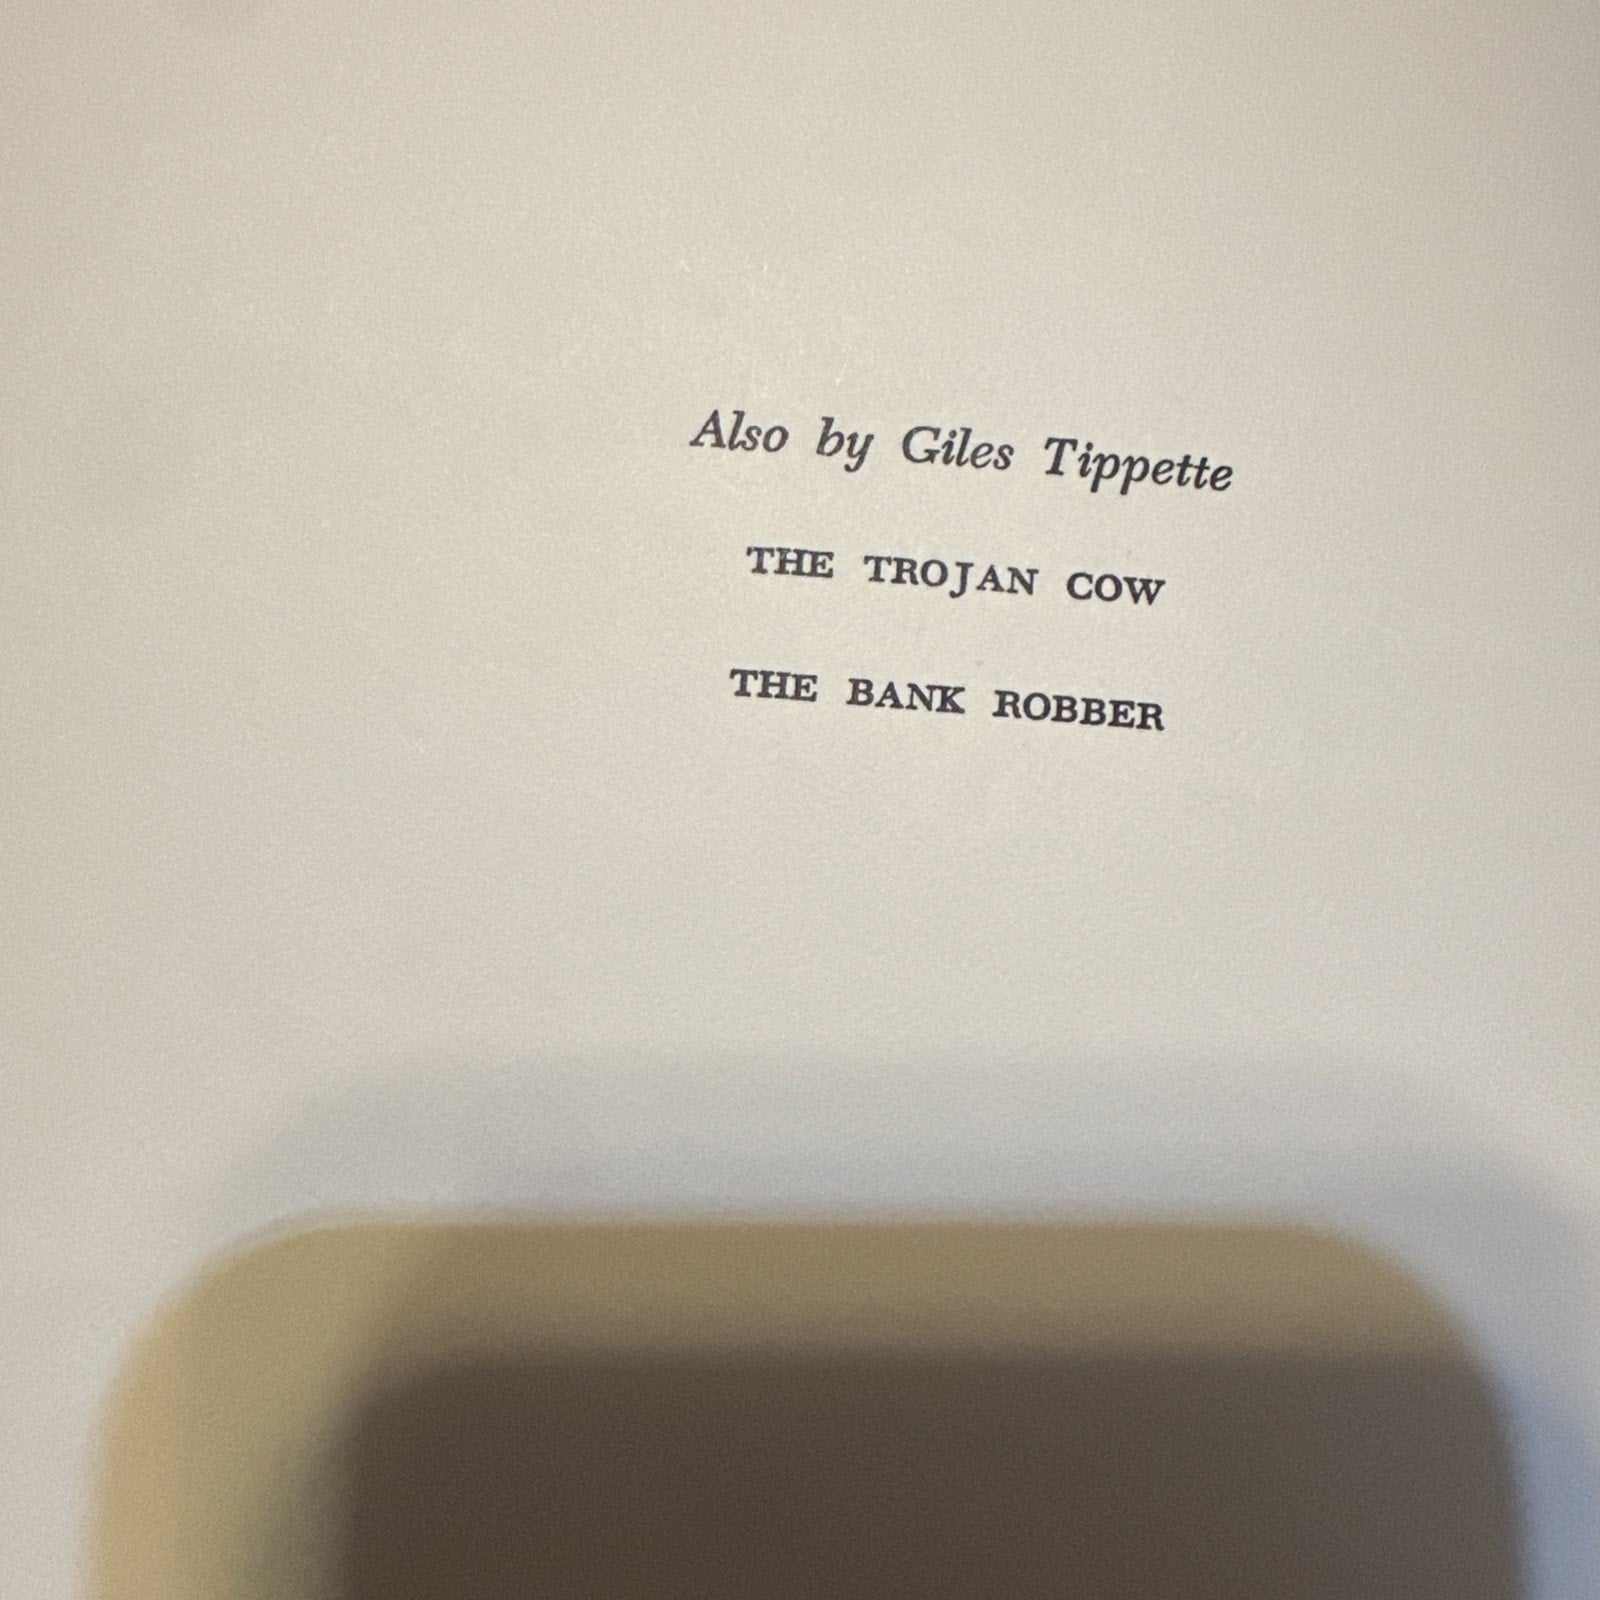 Also by Giles Tippette
THE TROJAN COW
THE BANK ROBBER